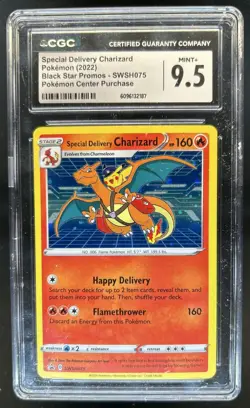 CGC CERTIFIED GUARANTY COMPANY
Special Delivery Charizard
Pokémon (2022)
Black Star Promos - SWSH075
Pokémon Center Purchase
MINT+
9.5
6096132187
STAGE 2
Special Delivery Charizard HP 160
Evolves from Charmeleon
Happy Delivery
Search your deck for up to 2 item cards, reveal them, and
put them into your hand. Then, shuffle your deck.
Flamethrower 160
Discard an Energy from this Pokémon.
x2